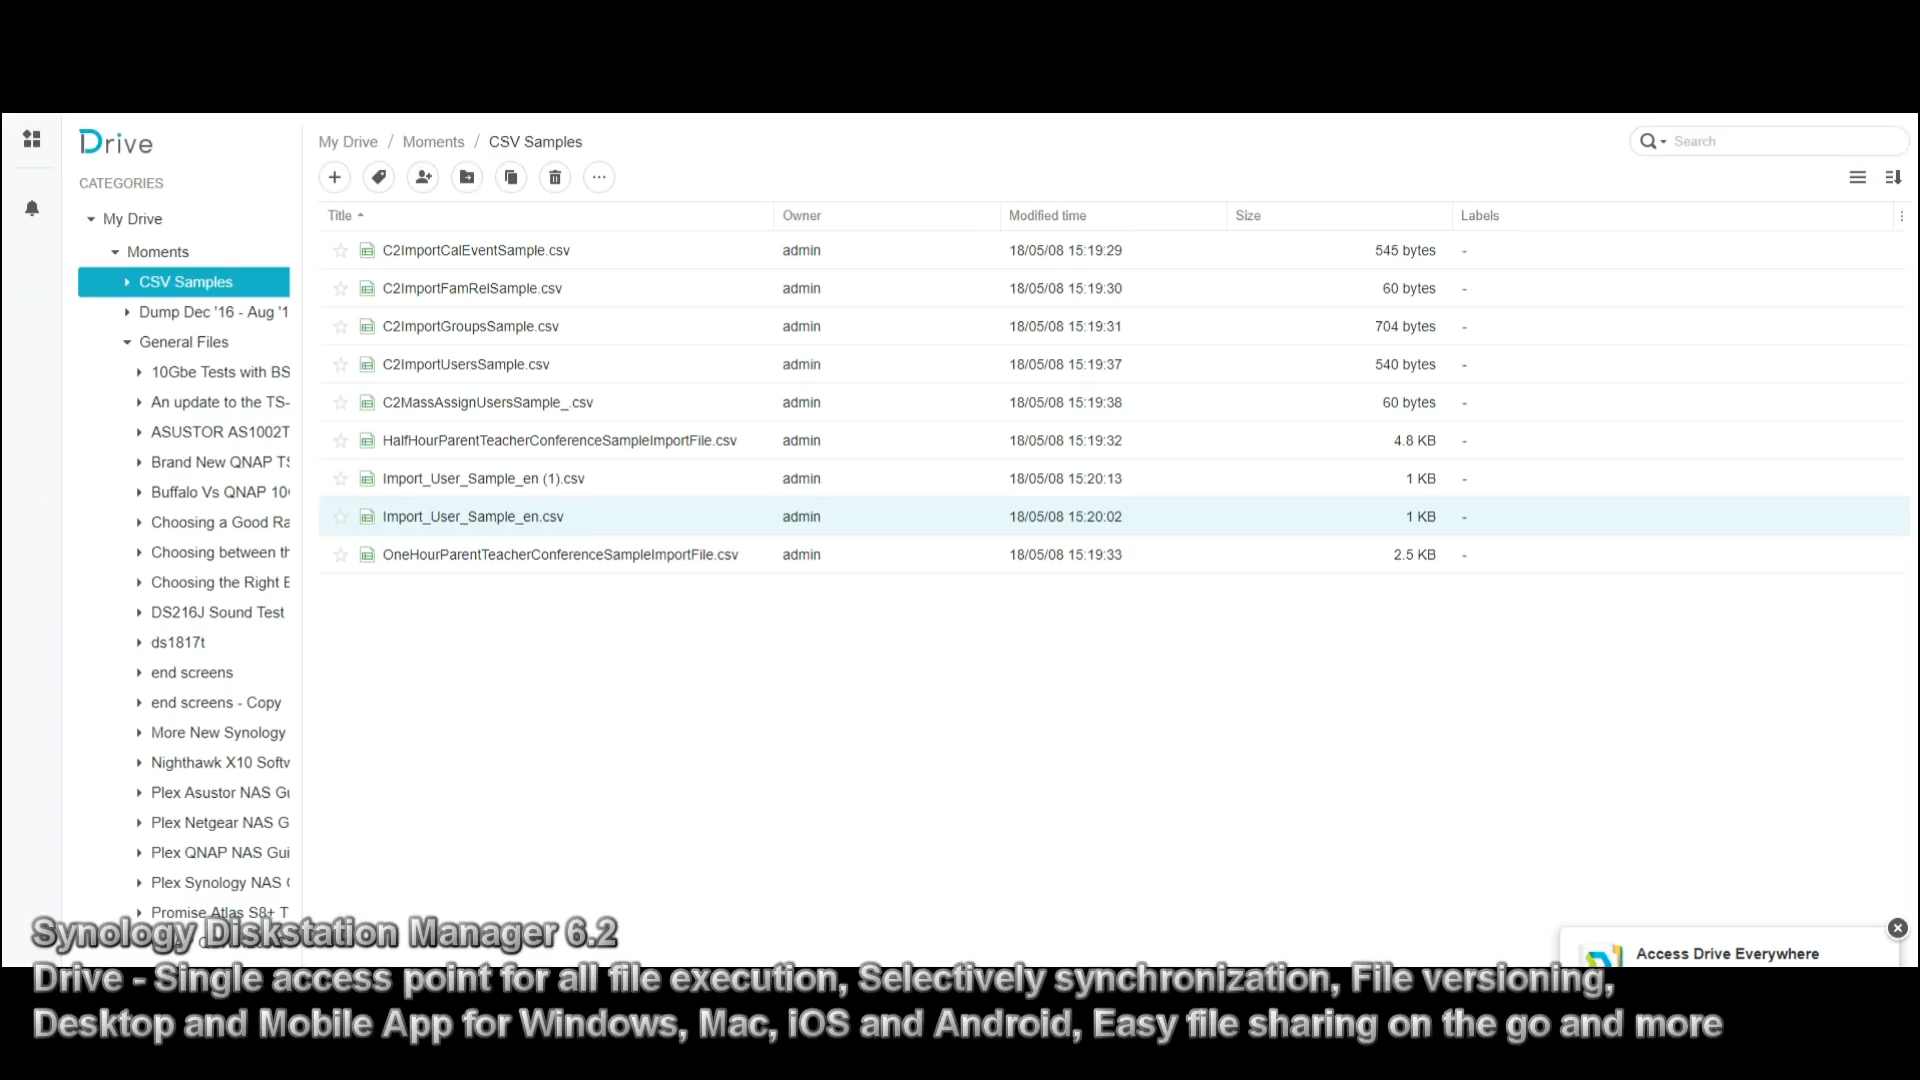 Drive
CATEGORIES
My Drive
Moments
CSV Samples
Dump Dec '16 - Aug '1
General Files
10Gbe Tests with BS
An update to the TS-
ASUSTOR AS1002T
Brand New QNAP TS
Buffalo Vs QNAP 10
Choosing a Good Ra
Choosing between th
Choosing the Right E
DS216J Sound Test
ds1817t
end screens
end screens - Copy
More New Synology
Nighthawk X10 Softw
Plex Asustor NAS Gu
Plex Netgear NAS G
Plex QNAP NAS Gui
Plex Synology NAS
Promise Atlas S8+ T
My Drive / Moments / CSV Samples
Search
Title Owner Modified time Size Labels
C2ImportCalEventSample.csv admin 18/05/08 15:19:29 545 bytes -
C2ImportFamRelSample.csv admin 18/05/08 15:19:30 60 bytes -
C2ImportGroupsSample.csv admin 18/05/08 15:19:31 704 bytes -
C2ImportUsersSample.csv admin 18/05/08 15:19:37 540 bytes -
C2MassAssignUsersSample_.csv admin 18/05/08 15:19:38 60 bytes -
HalfHourParentTeacherConferenceSampleImportFile.csv admin 18/05/08 15:19:32 4.8 KB -
Import_User_Sample_en (1).csv admin 18/05/08 15:20:13 1 KB -
Import_User_Sample_en.csv admin 18/05/08 15:20:02 1 KB -
OneHourParentTeacherConferenceSampleImportFile.csv admin 18/05/08 15:19:33 2.5 KB -
Access Drive Everywhere
Synology Diskstation Manager 6.2
Drive - Single access point for all file execution, Selectively synchronization, File versioning,
Desktop and Mobile App for Windows, Mac, iOS and Android, Easy file sharing on the go and more